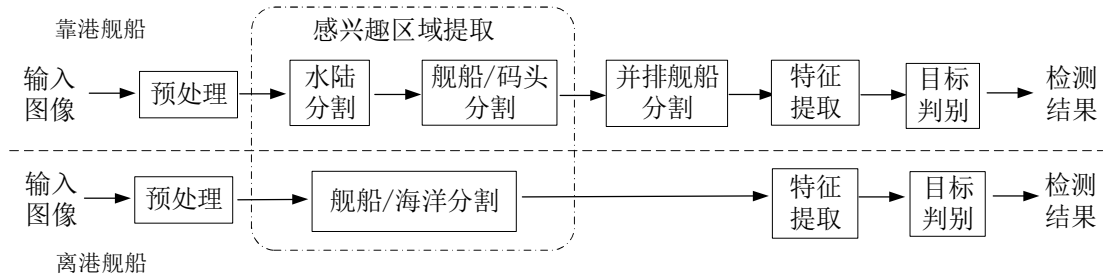 靠港舰船
感兴趣区域提取
输入
图像
预处理
水陆
分割
舰船/码头
分割
并排舰船
分割
特征
提取
目标
判别
检测
结果
输入
图像
预处理
舰船/海洋分割
特征
提取
目标
判别
检测
结果
离港舰船